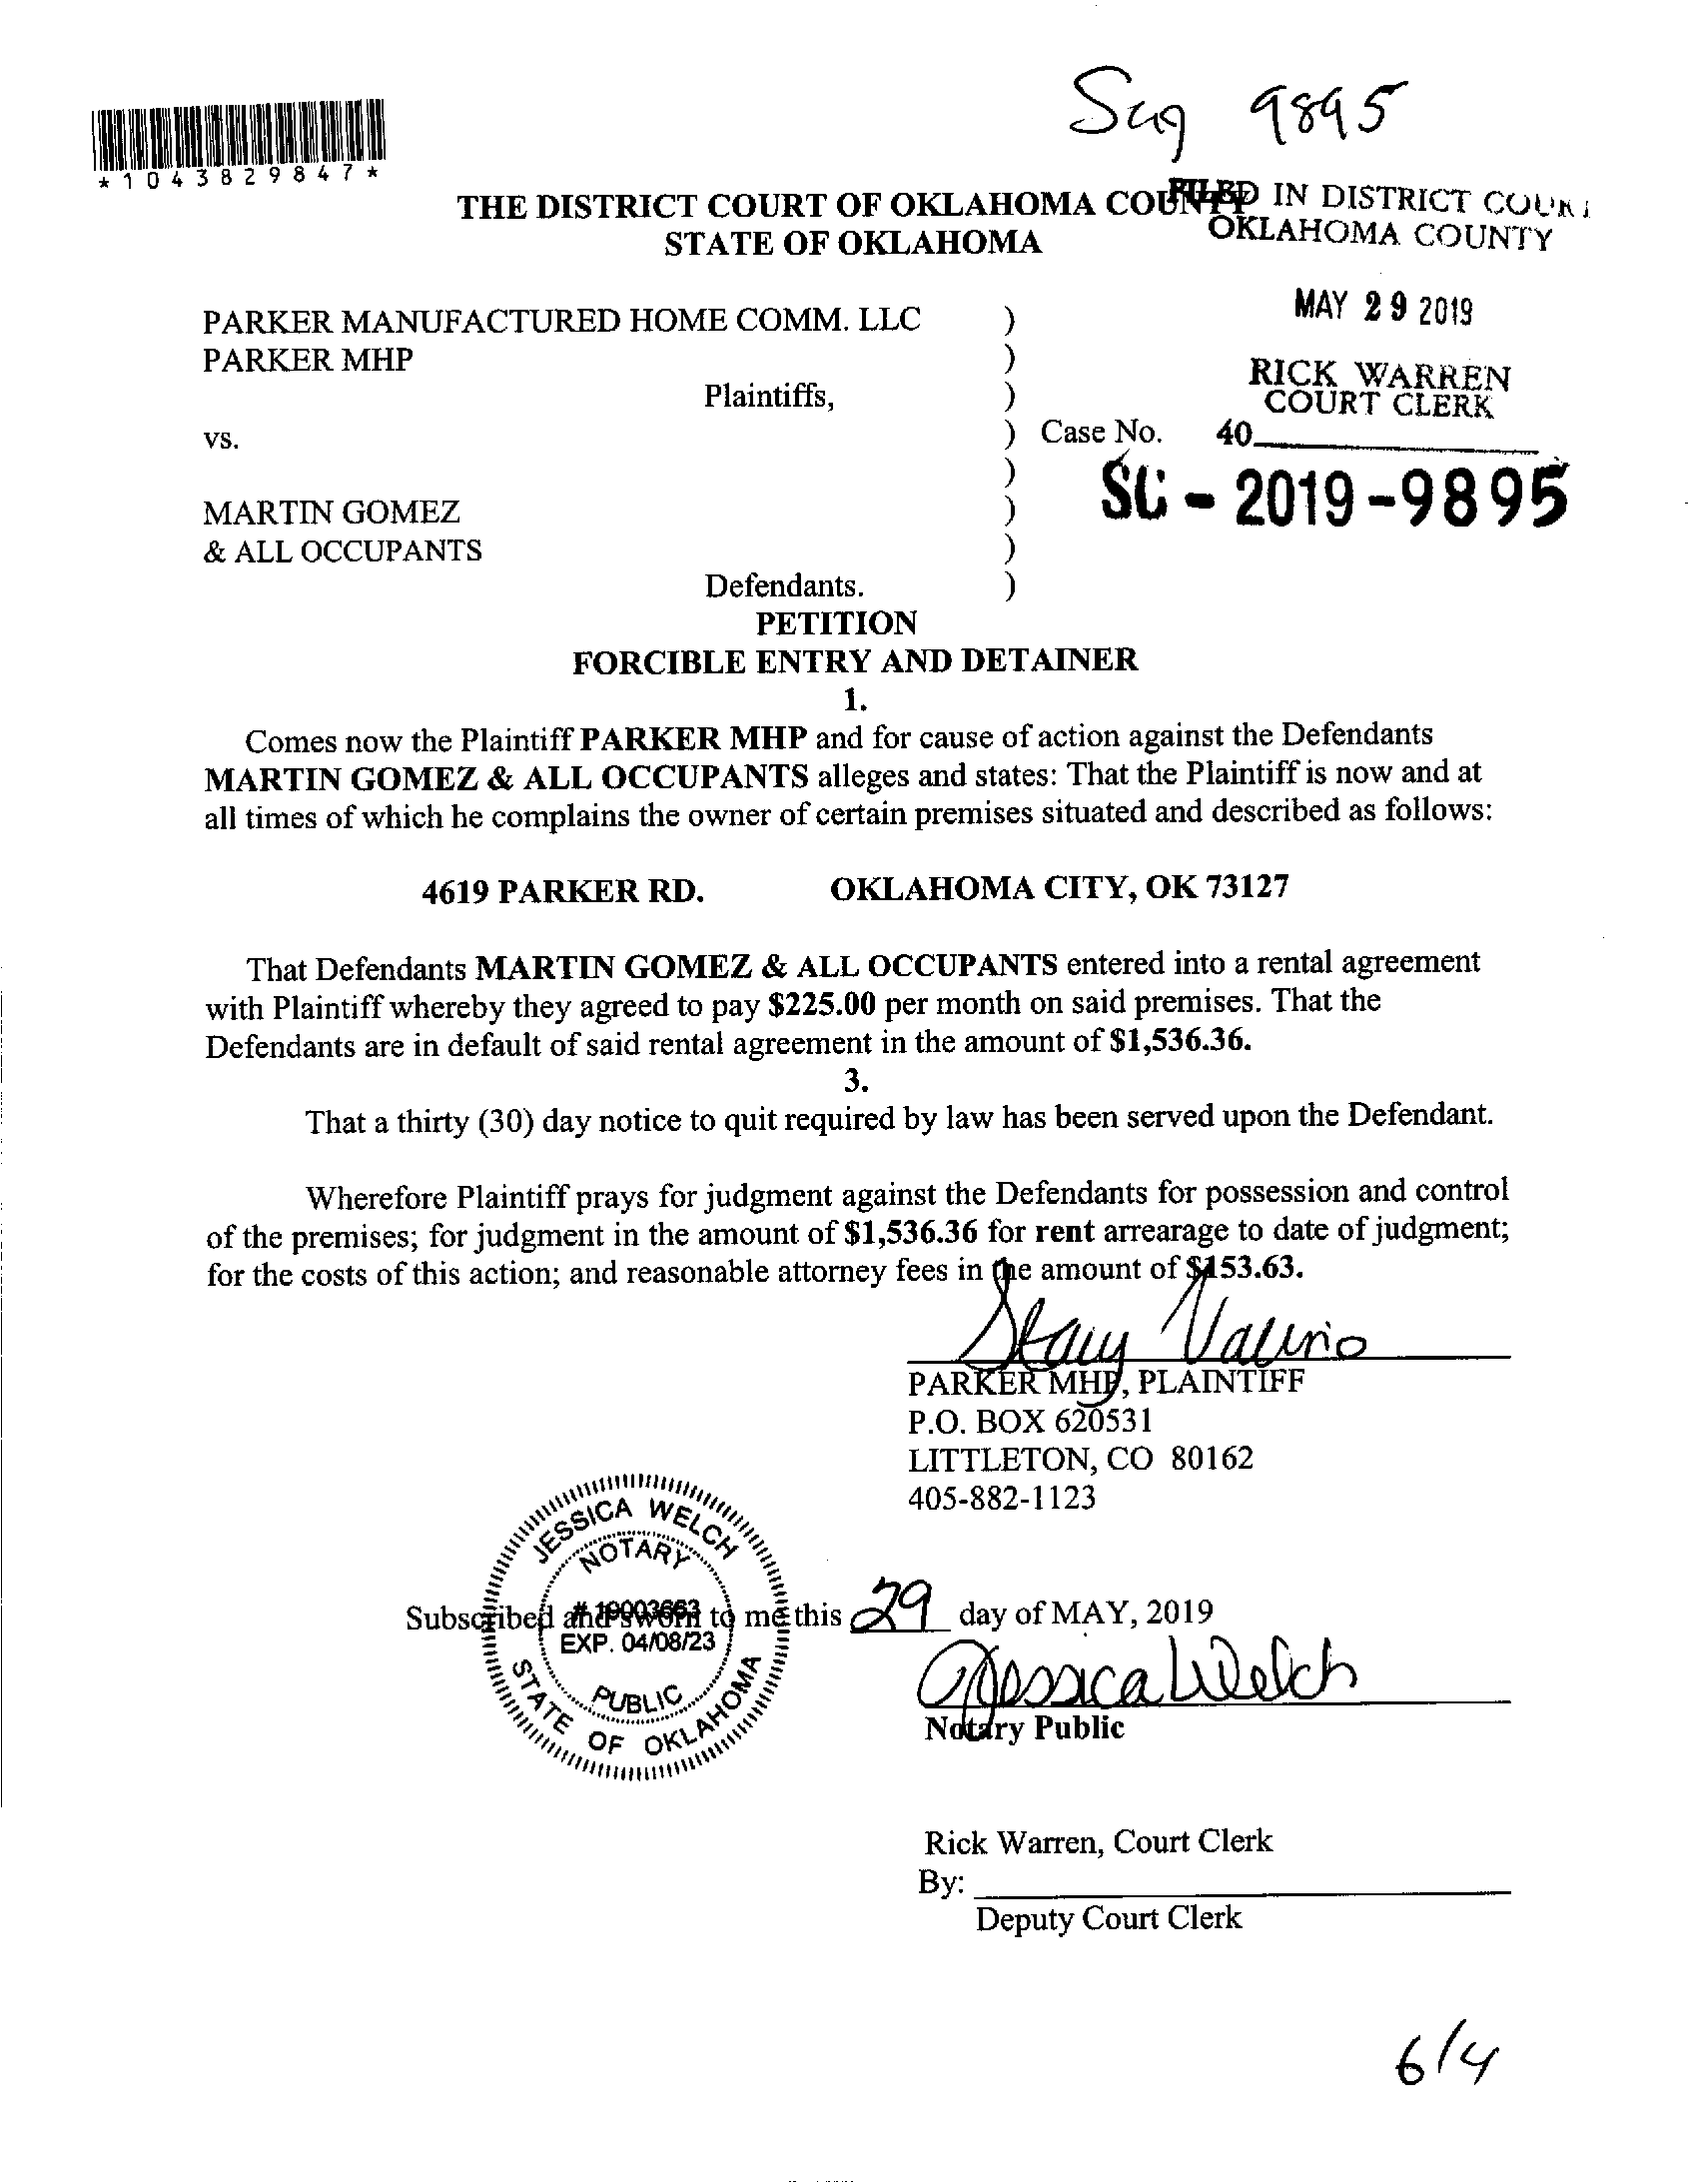 Sc19 9895
*1043829847*
THE DISTRICT COURT OF OKLAHOMA COUNTY
STATE OF OKLAHOMA
FILED IN DISTRICT COURT
OKLAHOMA COUNTY
MAY 29 2019
RICK WARREN
COURT CLERK
40
PARKER MANUFACTURED HOME COMM. LLC )
PARKER MHP )
Plaintiffs, )
vs. ) Case No.
)
SC-2019-9895
MARTIN GOMEZ )
& ALL OCCUPANTS )
Defendants. )
PETITION
FORCIBLE ENTRY AND DETAINER
1.
Comes now the Plaintiff PARKER MHP and for cause of action against the Defendants
MARTIN GOMEZ & ALL OCCUPANTS alleges and states: That the Plaintiff is now and at
all times of which he complains the owner of certain premises situated and described as follows:
4619 PARKER RD. OKLAHOMA CITY, OK 73127
That Defendants MARTIN GOMEZ & ALL OCCUPANTS entered into a rental agreement
with Plaintiff whereby they agreed to pay $225.00 per month on said premises. That the
Defendants are in default of said rental agreement in the amount of $1,536.36.
3.
That a thirty (30) day notice to quit required by law has been served upon the Defendant.
Wherefore Plaintiff prays for judgment against the Defendants for possession and control
of the premises; for judgment in the amount of $1,536.36 for rent arrearage to date of judgment;
for the costs of this action; and reasonable attorney fees in the amount of $153.63.
Stacy Valerio
PARKER MHP, PLAINTIFF
P.O. BOX 620531
LITTLETON, CO 80162
405-882-1123
JESSICA WELCH
NOTARY
# 19003663
EXP. 04/08/23
PUBLIC
STATE OF OKLAHOMA
Subscribed and sworn to me this 29 day of MAY, 2019
Jessica Welch
Notary Public
Rick Warren, Court Clerk
By:
Deputy Court Clerk
6/4